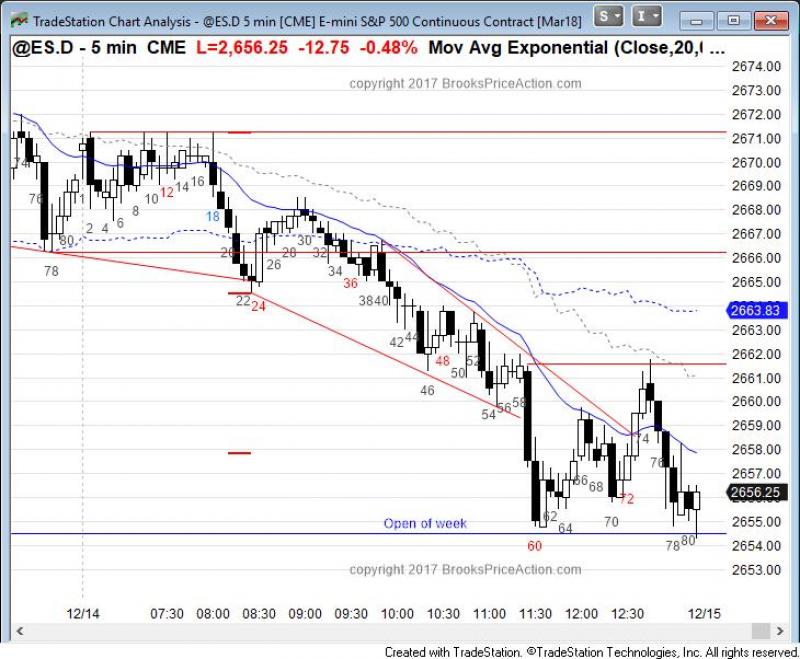 TradeStation Chart Analysis - @ES.D 5 min [CME] E-mini S&P 500 Continuous Contract [Mar18]
S I
@ES.D - 5 min CME L=2,656.25 -12.75 -0.48% Mov Avg Exponential (Close,20,( ...
copyright 2017 BrooksPriceAction.com
2674.00
2673.00
2672.00
2671.00
2670.00
2669.00
2668.00
2667.00
2666.00
2665.00
2663.83
2663.00
2662.00
2661.00
2660.00
2659.00
2658.00
2657.00
2656.25
2655.00
2654.00
2653.00
74 76 78 80 1 2 4 6 8 10 12 14 16 18
20 22 24 26 28 30 32 34 36 38 40
42 44 46 48 50 52 54 56 58
60 62 64 66 68 70 72 74 76 78 80
Open of week
copyright 2017 BrooksPriceAction.com
12/14 07:30 08:00 08:30 09:00 09:30 10:00 10:30 11:00 11:30 12:00 12:30 12/15
Created with TradeStation. ©TradeStation Technologies, Inc. All rights reserved.